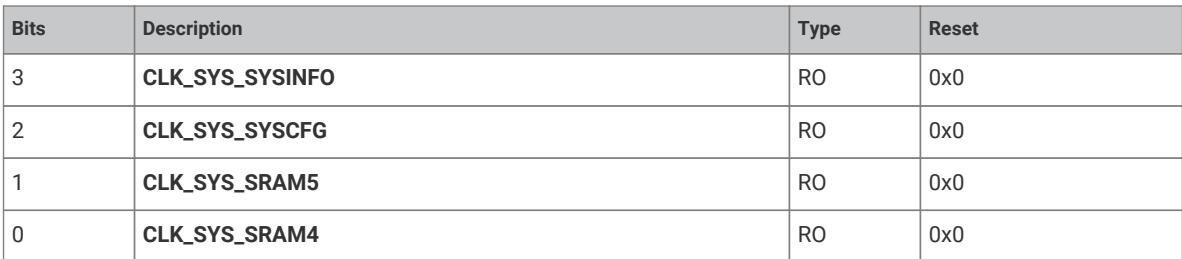 Bits Description Type Reset
3 CLK_SYS_SYSINFO RO 0x0
2 CLK_SYS_SYSCFG RO 0x0
1 CLK_SYS_SRAM5 RO 0x0
0 CLK_SYS_SRAM4 RO 0x0